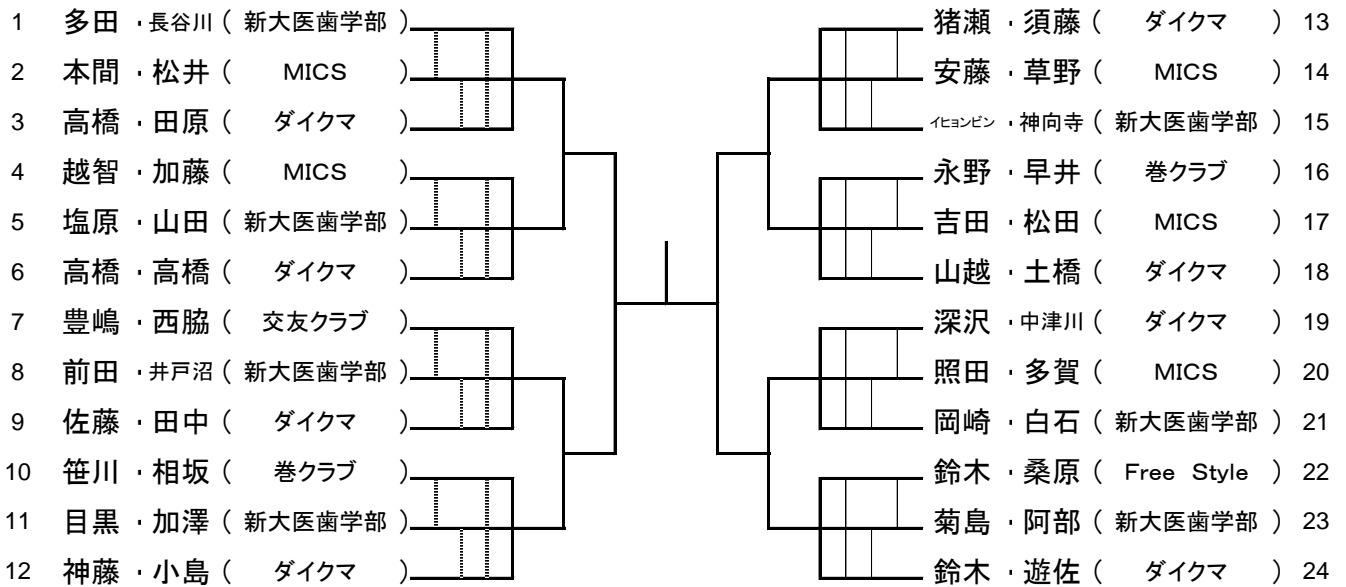 1 多田・長谷川 ( 新大医歯学部 )
2 本間・松井 ( MICS )
3 高橋・田原 ( ダイクマ )
4 越智・加藤 ( MICS )
5 塩原・山田 ( 新大医歯学部 )
6 高橋・高橋 ( ダイクマ )
7 豊嶋・西脇 ( 交友クラブ )
8 前田・井戸沼 ( 新大医歯学部 )
9 佐藤・田中 ( ダイクマ )
10 笹川・相坂 ( 巻クラブ )
11 目黒・加澤 ( 新大医歯学部 )
12 神藤・小島 ( ダイクマ )
猪瀬・須藤 ( ダイクマ ) 13
安藤・草野 ( MICS ) 14
イヒョンビン・神向寺 ( 新大医歯学部 ) 15
永野・早井 ( 巻クラブ ) 16
吉田・松田 ( MICS ) 17
山越・土橋 ( ダイクマ ) 18
深沢・中津川 ( ダイクマ ) 19
照田・多賀 ( MICS ) 20
岡崎・白石 ( 新大医歯学部 ) 21
鈴木・桑原 ( Free Style ) 22
菊島・阿部 ( 新大医歯学部 ) 23
鈴木・遊佐 ( ダイクマ ) 24